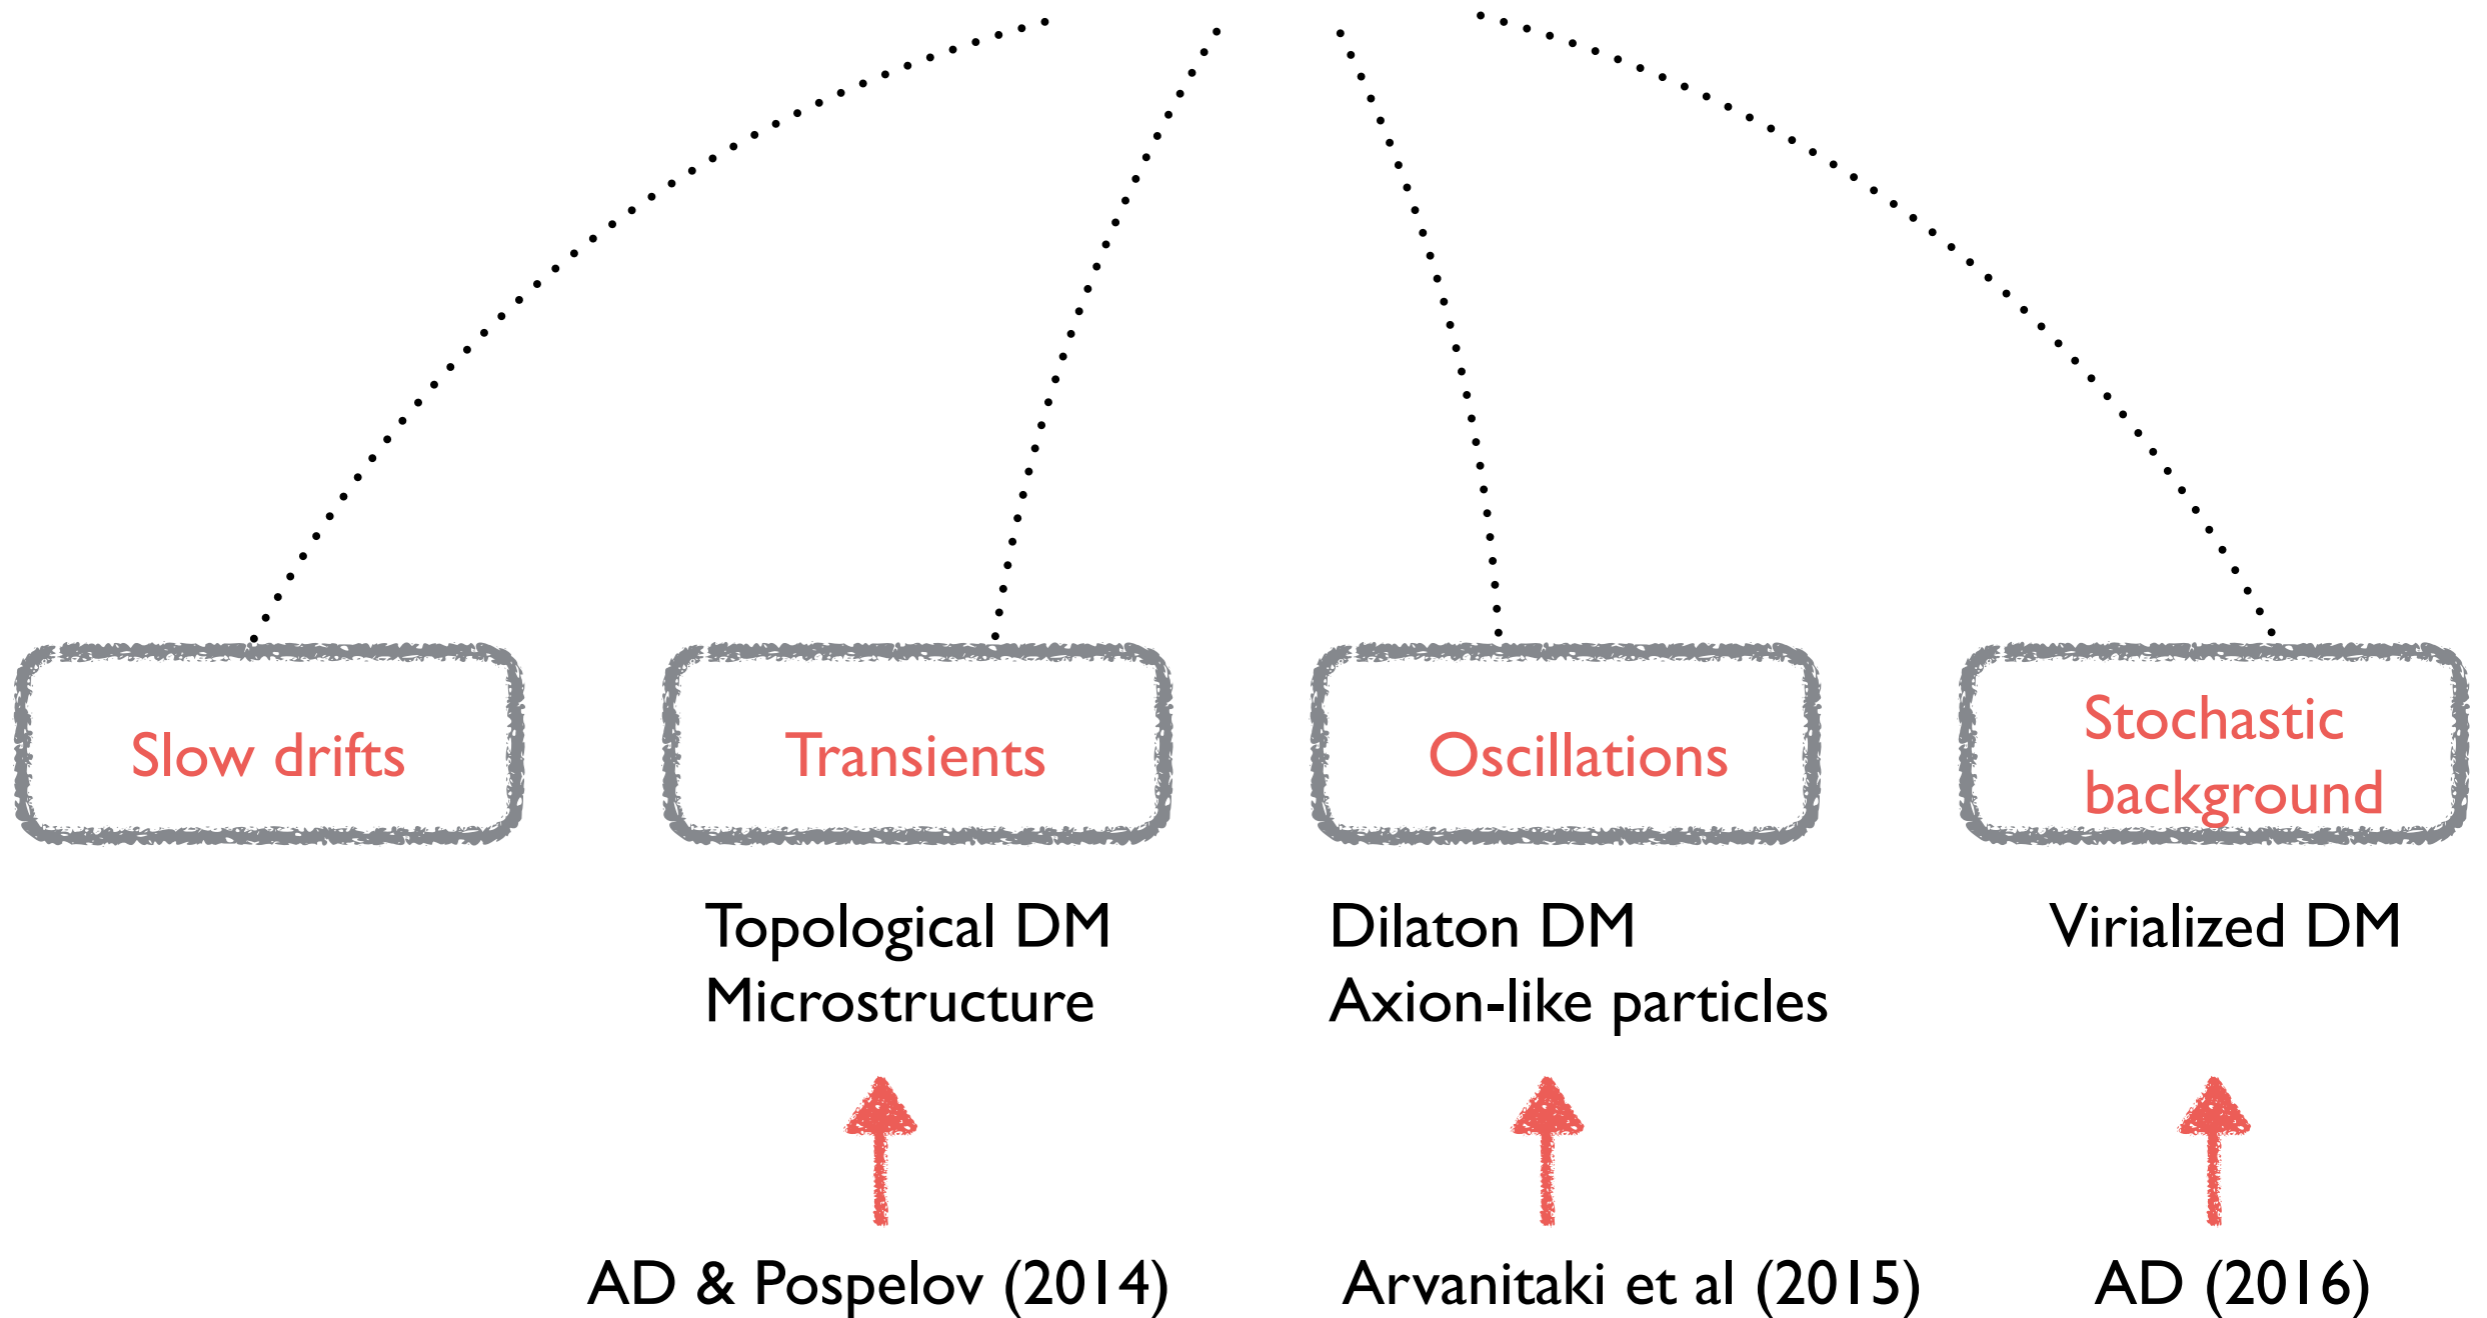 Slow drifts
Transients
Oscillations
Stochastic
background
Topological DM
Microstructure
Dilaton DM
Axion-like particles
Virialized DM
AD & Pospelov (2014)
Arvanitaki et al (2015)
AD (2016)